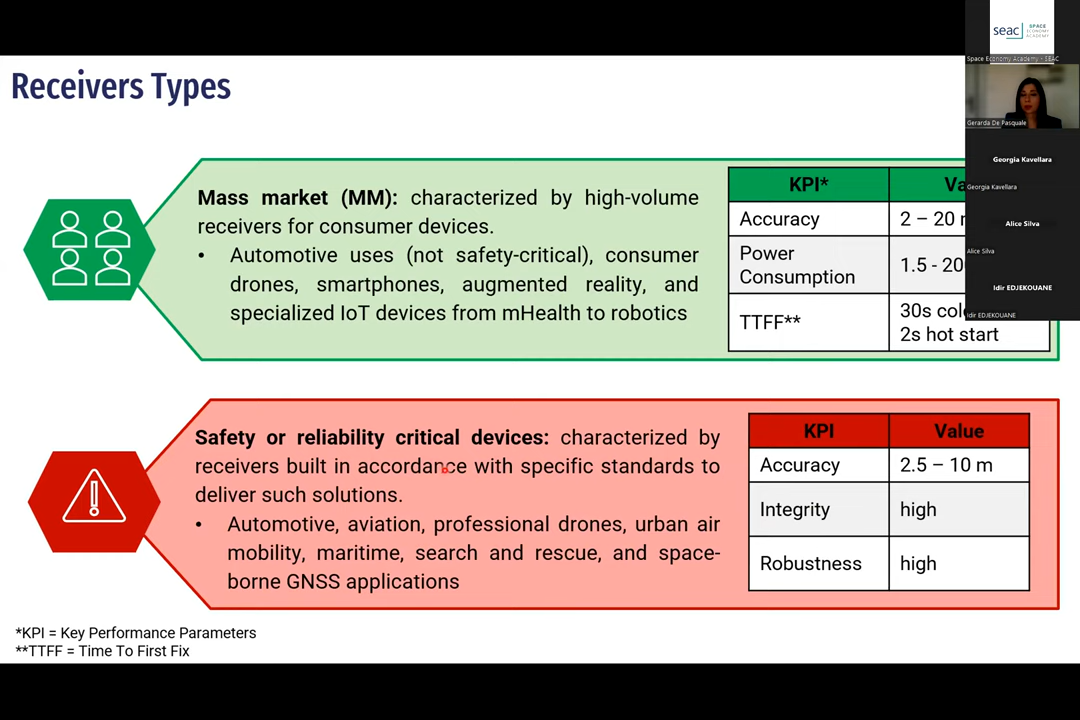 Receivers Types
Mass market (MM): characterized by high-volume
receivers for consumer devices.
• Automotive uses (not safety-critical), consumer
drones, smartphones, augmented reality, and
specialized IoT devices from mHealth to robotics
KPI*
Accuracy 2 – 20
Power
Consumption
1.5 - 20
TTFF**
30s
2s hot start
Safety or reliability critical devices: characterized by
receivers built in accordance with specific standards to
deliver such solutions.
• Automotive, aviation, professional drones, urban air
mobility, maritime, search and rescue, and space-
borne GNSS applications
KPI Value
Accuracy 2.5 – 10 m
Integrity high
Robustness high
*KPI = Key Performance Parameters
**TTFF = Time To First Fix
seac
SPACE
ECONOMY
ACADEMY
Space Economy Academy - SEAC
Gerarda De Pasquale
Georgia Kavellara
Georgia Kavellara
Alice Silva
Alice Silva
Idir EDJEKOUANE
Idir EDJEKOUANE